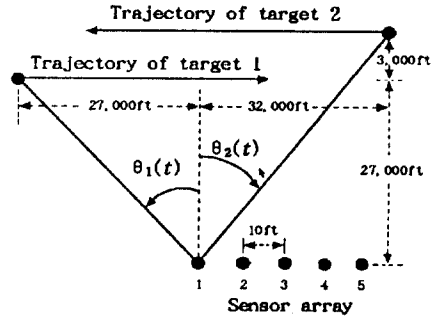 Trajectory of target 2
Trajectory of target 1
3,000ft
27,000ft
32,000ft
27,000ft
θ1(t)
θ2(t)
10ft
1 2 3 4 5
Sensor array